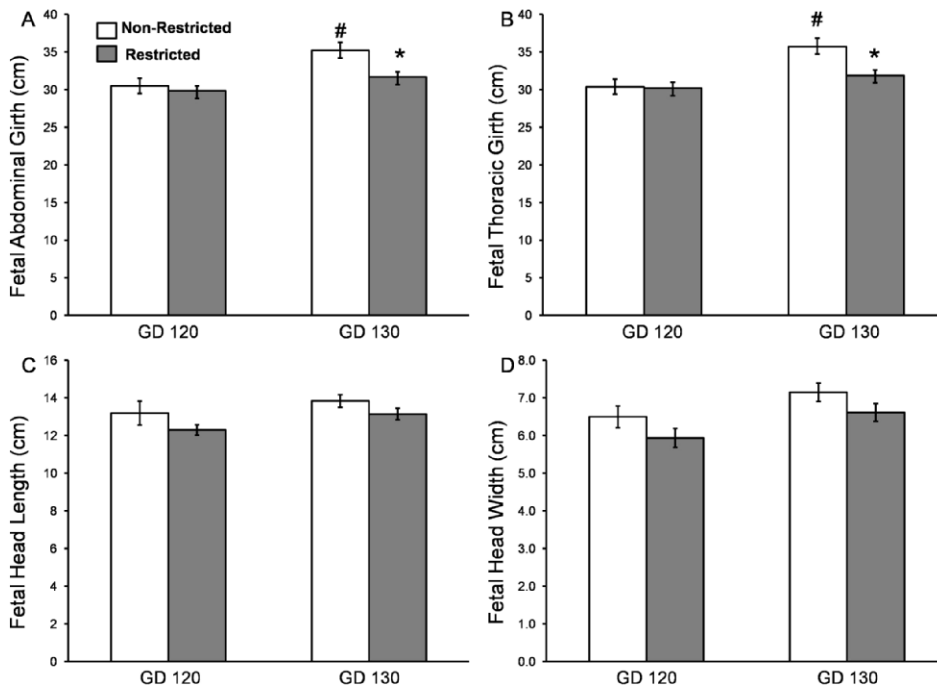 A
Non-Restricted
Restricted
#
*
Fetal Abdominal Girth (cm)
40
35
30
25
20
15
10
5
0
GD 120 GD 130
B
#
*
Fetal Thoracic Girth (cm)
40
35
30
25
20
15
10
5
0
GD 120 GD 130
C
Fetal Head Length (cm)
16
14
12
10
8
6
4
2
0
GD 120 GD 130
D
Fetal Head Width (cm)
8.0
7.0
6.0
5.0
4.0
3.0
2.0
1.0
0.0
GD 120 GD 130